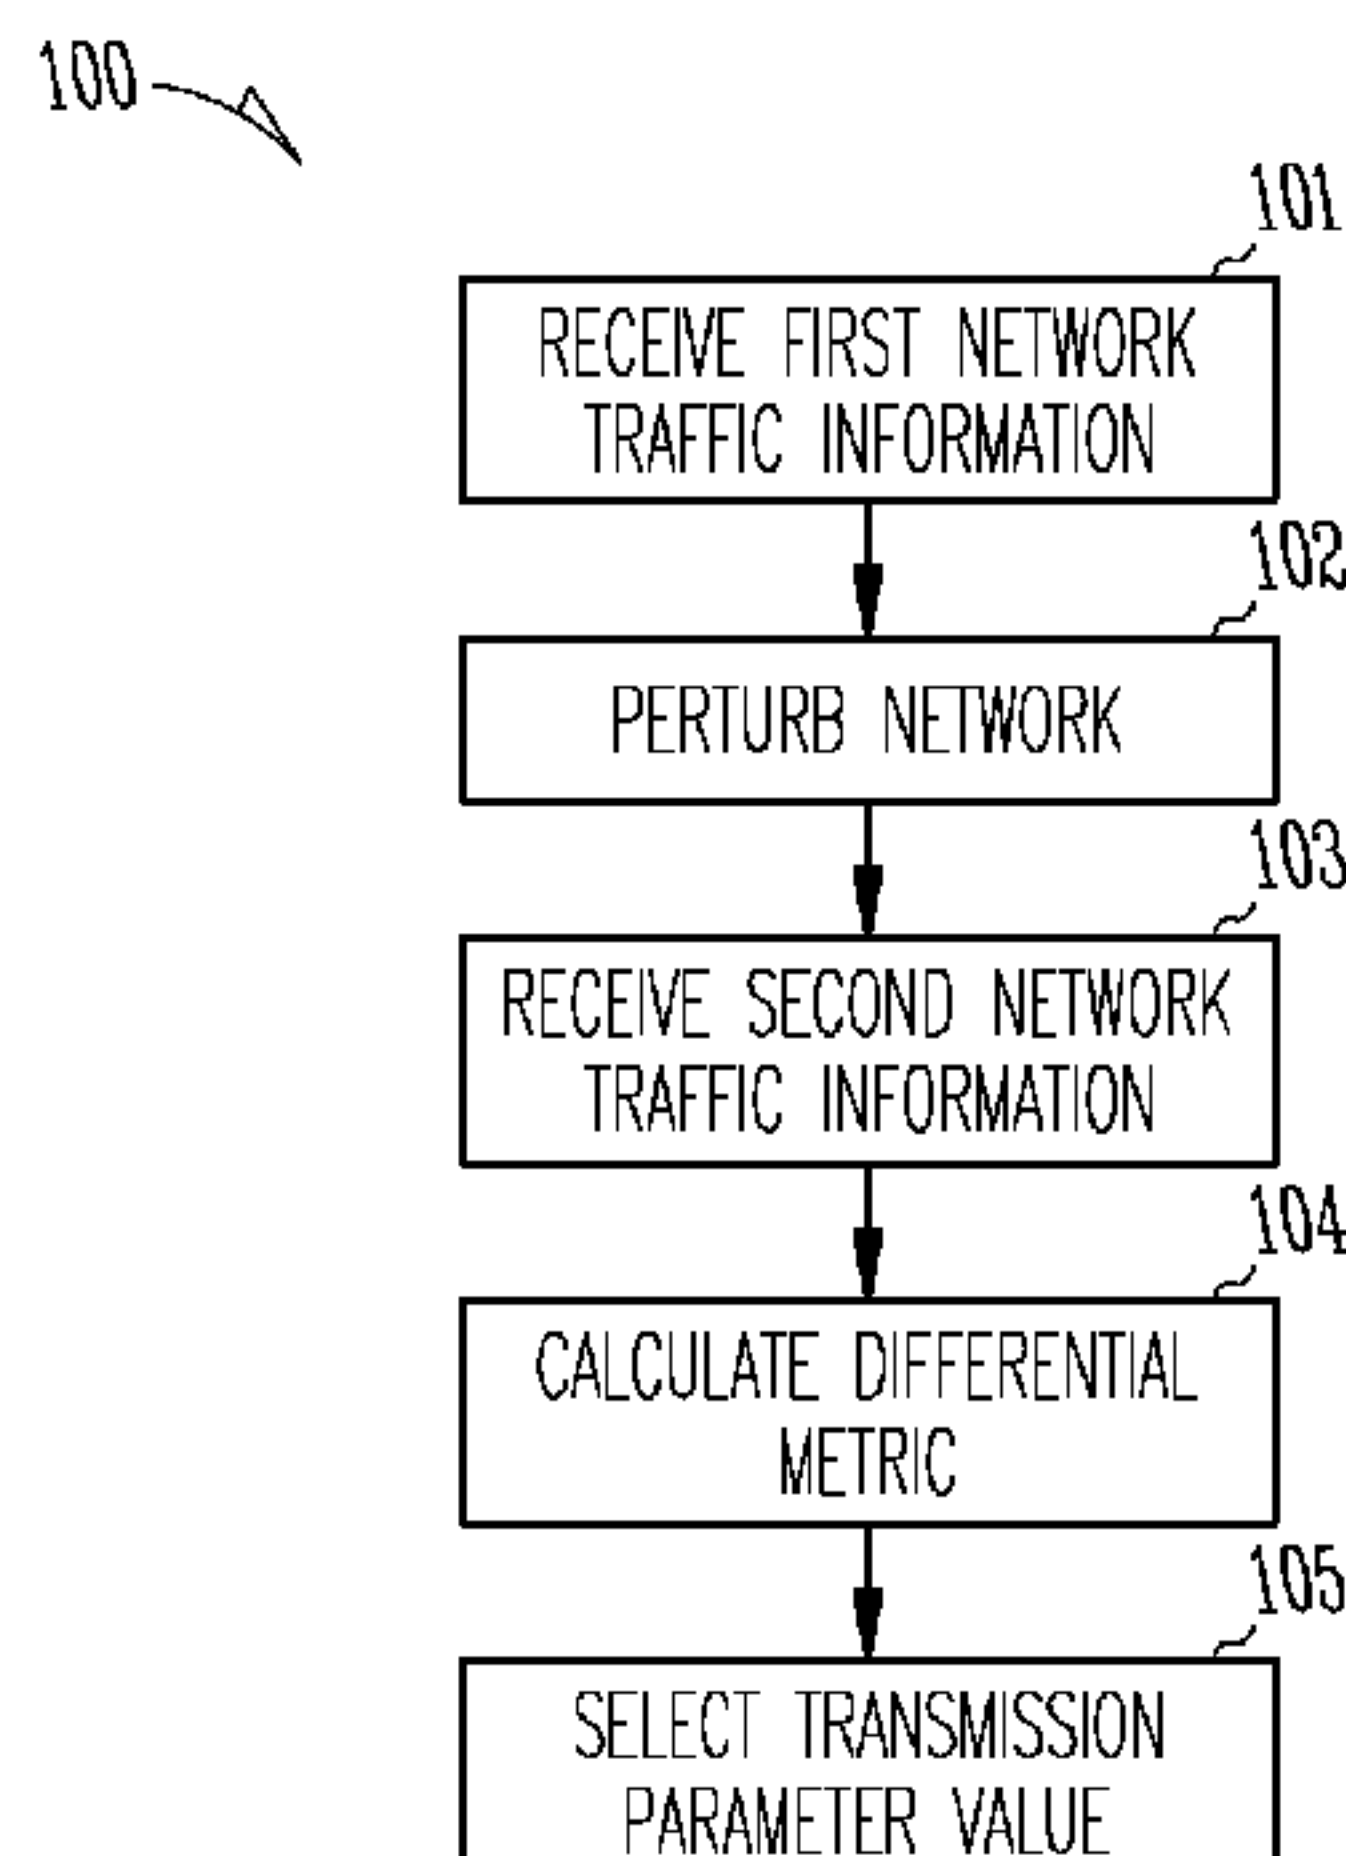 100
101
RECEIVE FIRST NETWORK
TRAFFIC INFORMATION
102
PERTURB NETWORK
103
RECEIVE SECOND NETWORK
TRAFFIC INFORMATION
104
CALCULATE DIFFERENTIAL
METRIC
105
SELECT TRANSMISSION
PARAMETER VALUE